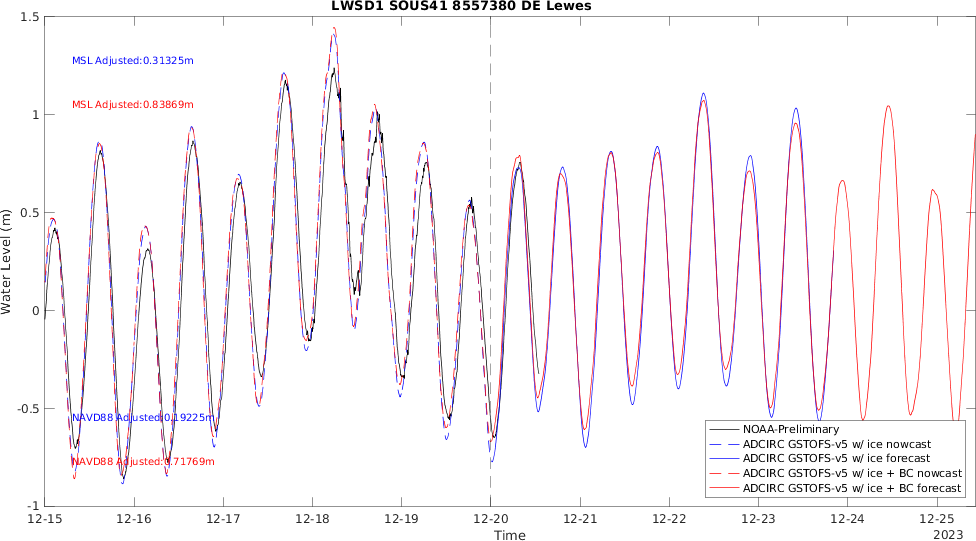 LWSD1 SOUS41 8557380 DE Lewes
1.5
1
0.5
0
-0.5
-1
Water Level (m)
MSL Adjusted:0.31325m
MSL Adjusted:0.83869m
NAVD88 Adjusted:0.19225m
NAVD88 Adjusted:0.71769m
NOAA-Preliminary
ADCIRC GSTOFS-v5 w/ ice nowcast
ADCIRC GSTOFS-v5 w/ ice forecast
ADCIRC GSTOFS-v5 w/ ice + BC nowcast
ADCIRC GSTOFS-v5 w/ ice + BC forecast
12-15 12-16 12-17 12-18 12-19 12-20 12-21 12-22 12-23 12-24 12-25
Time
2023